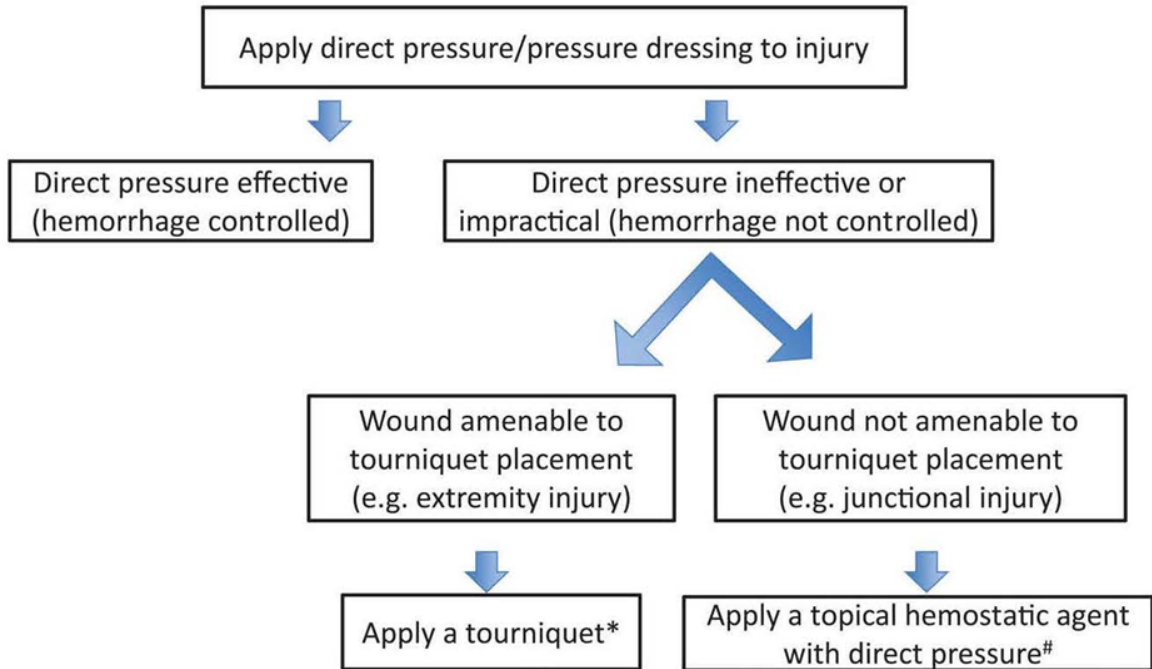 Apply direct pressure/pressure dressing to injury
Direct pressure effective
(hemorrhage controlled)
Direct pressure ineffective or
impractical (hemorrhage not controlled)
Wound amenable to
tourniquet placement
(e.g. extremity injury)
Wound not amenable to
tourniquet placement
(e.g. junctional injury)
Apply a tourniquet*
Apply a topical hemostatic agent
with direct pressure#